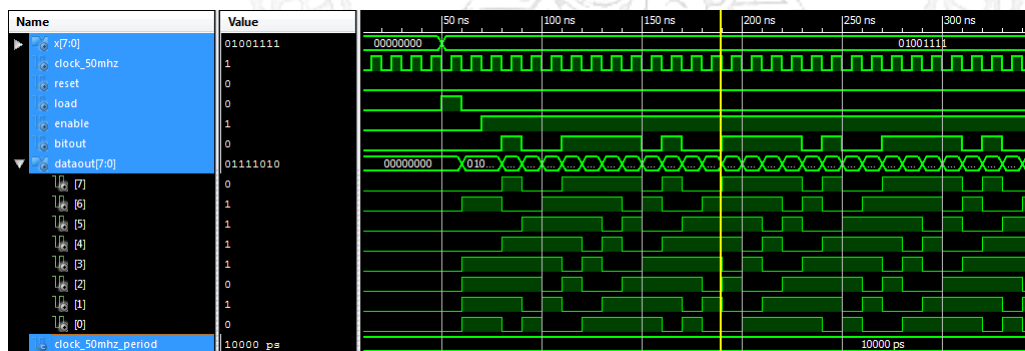 Name Value 50 ns 100 ns 150 ns 200 ns 250 ns 300 ns
x[7:0] 01001111 00000000 01001111
clock_50mhz 1
reset 0
load 0
enable 1
bitout 0
dataout[7:0] 01111010 00000000 010... ... ... ... ... ... ... ... ... ... ... ... ... ... ... ... ... ... ... ... ... ... ... ... ... ... ...
[7] 0
[6] 1
[5] 1
[4] 1
[3] 1
[2] 0
[1] 1
[0] 0
clock_50mhz_period 10000 ps 10000 ps